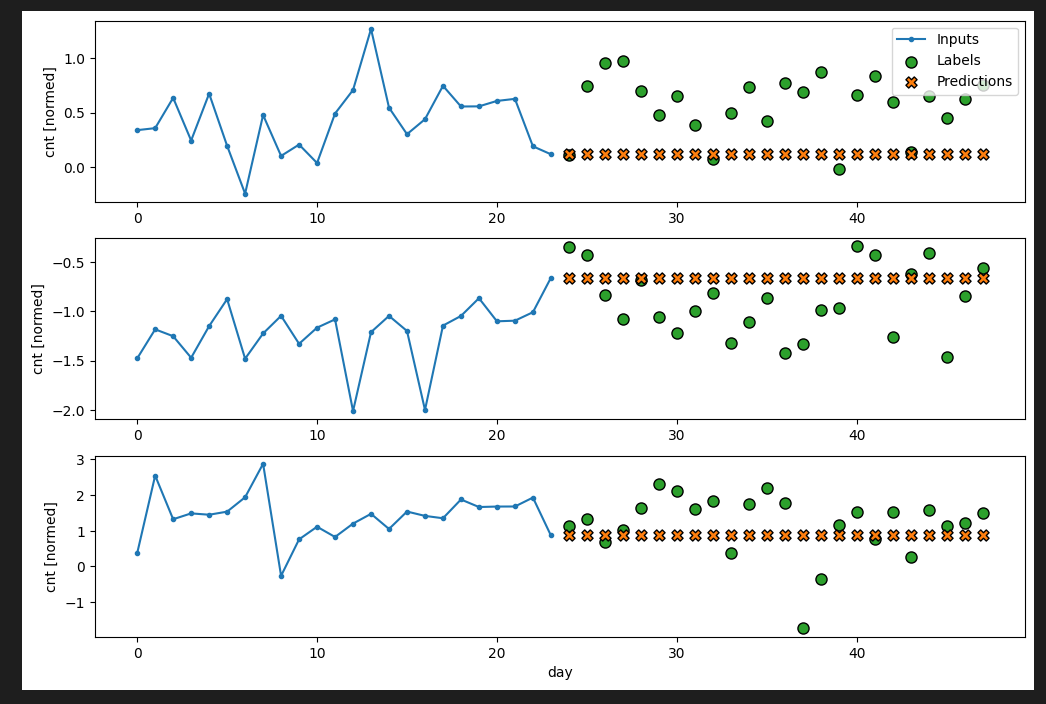 cnt [normed]
1.0
0.5
0.0
Inputs
Labels
Predictions
0 10 20 30 40
cnt [normed]
−0.5
−1.0
−1.5
−2.0
0 10 20 30 40
cnt [normed]
3
2
1
0
−1
0 10 20 30 40
day